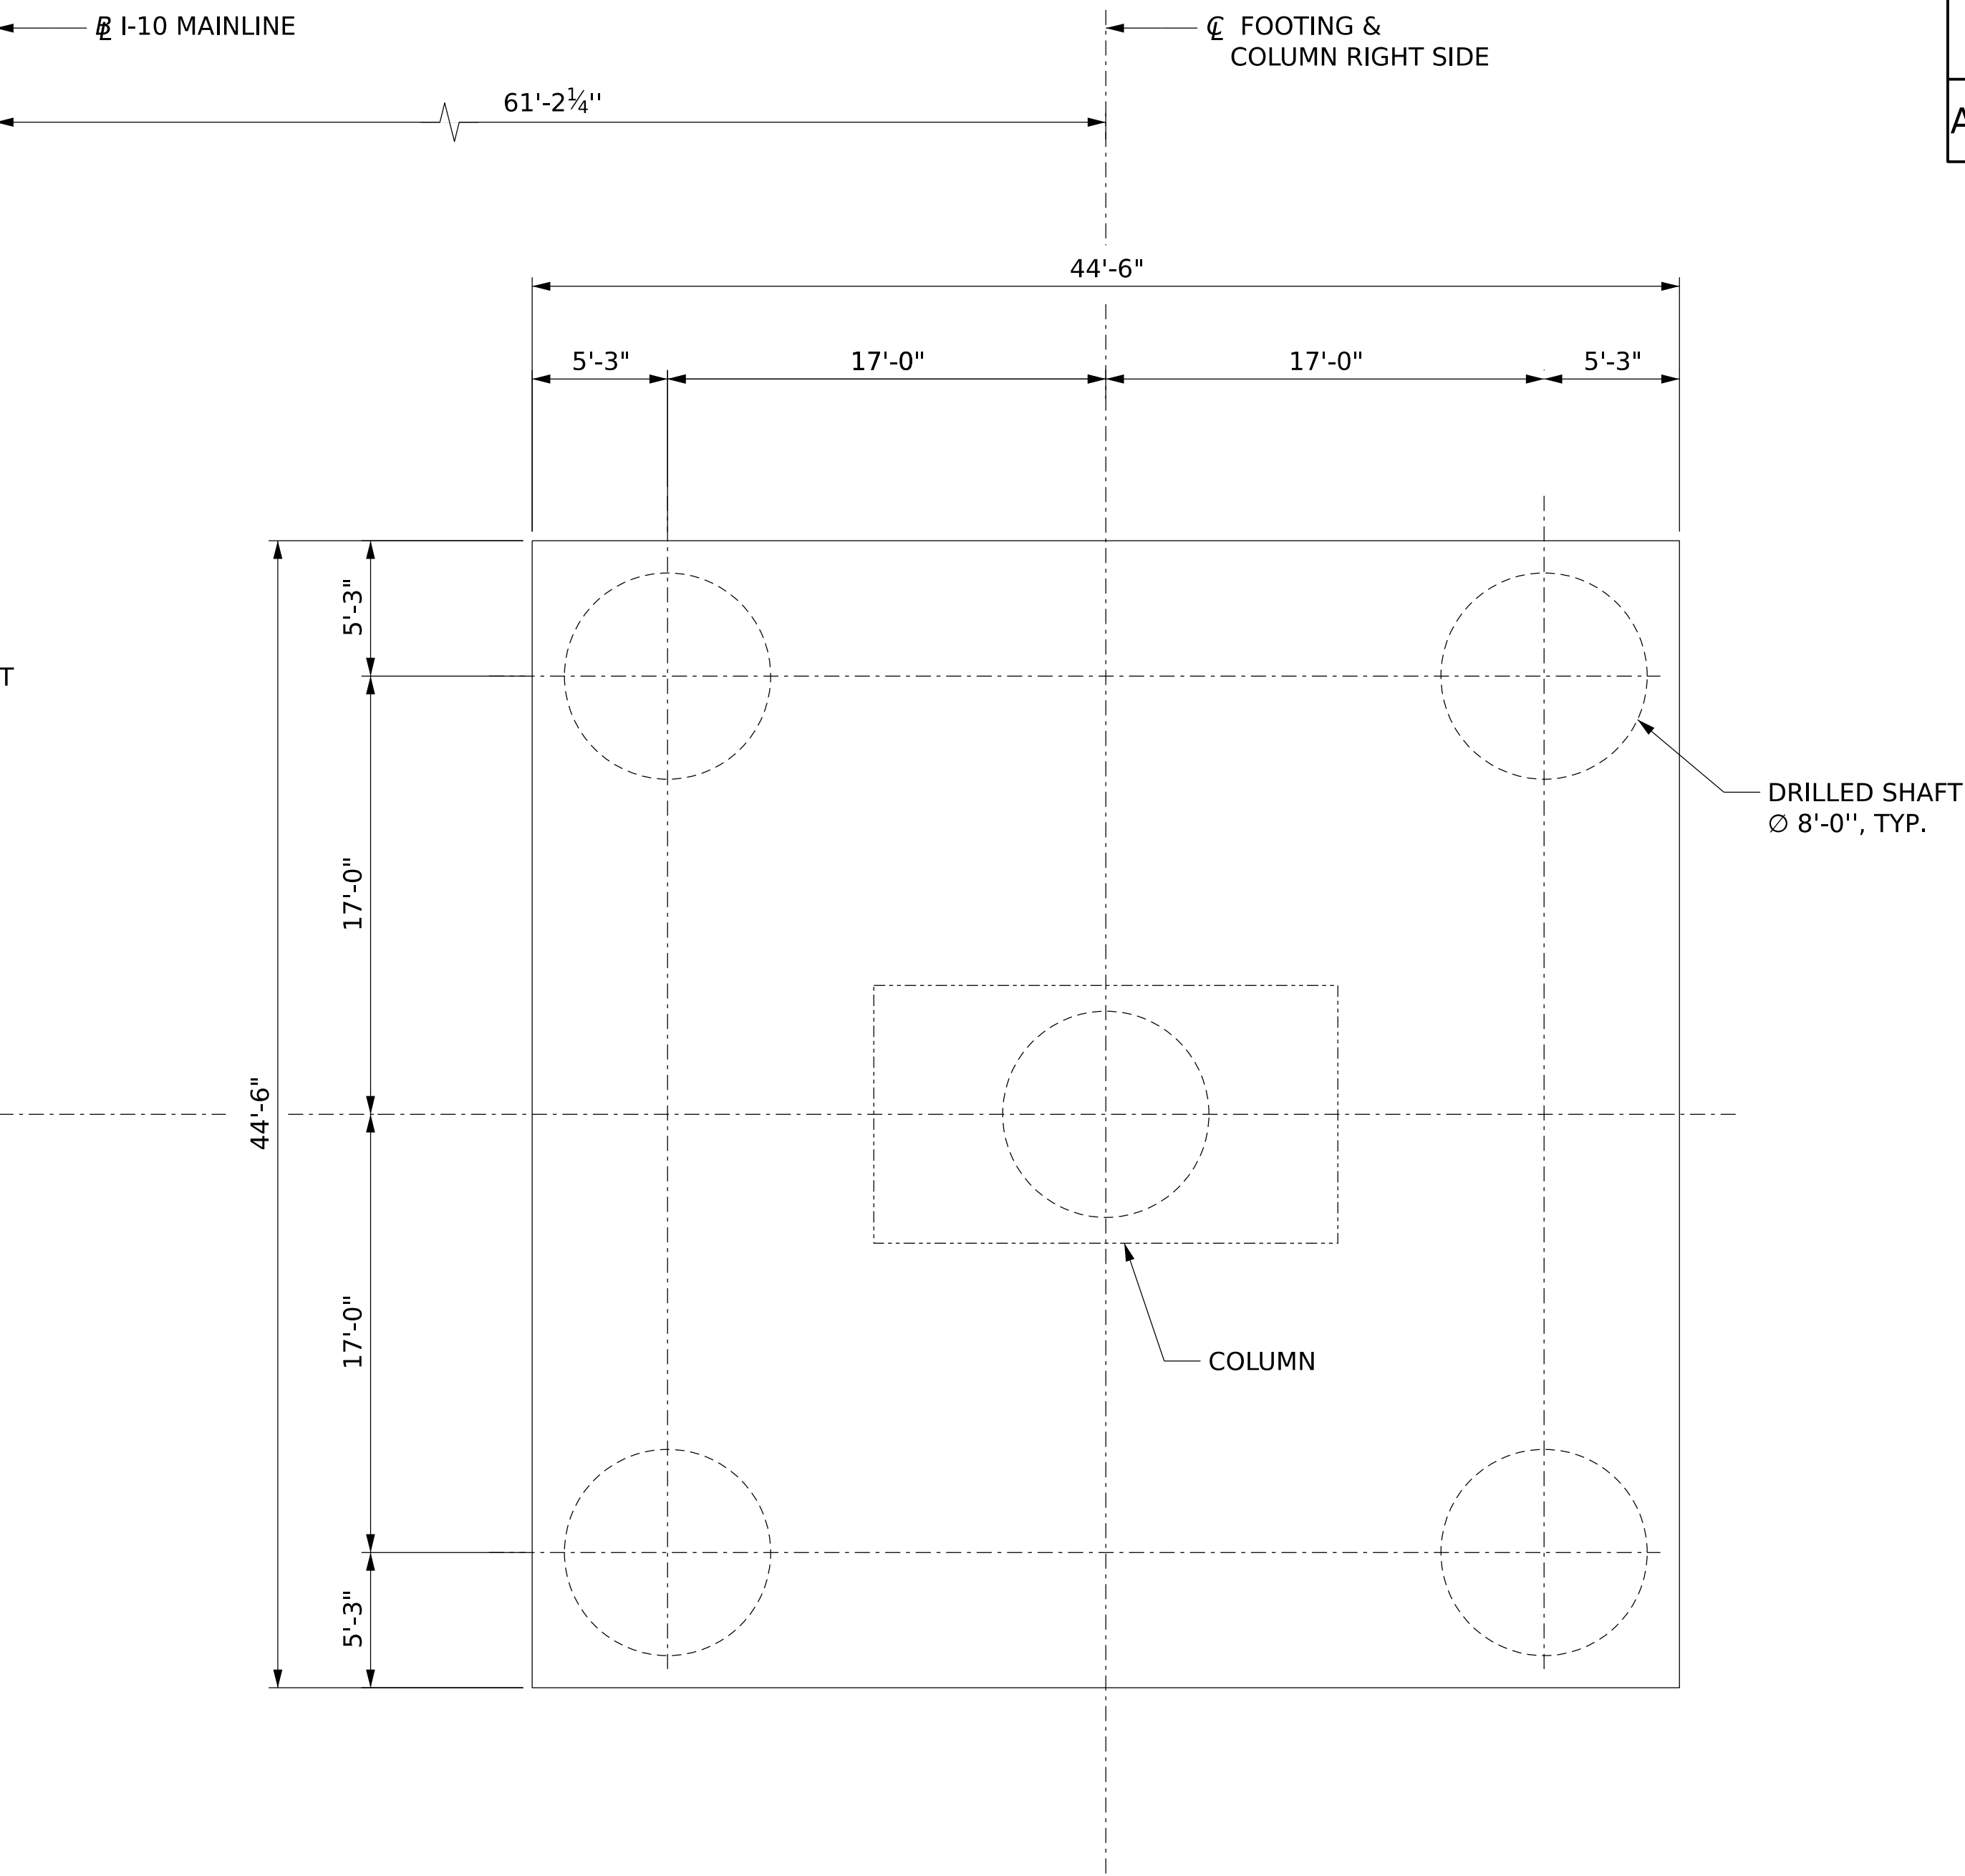 ℄ I-10 MAINLINE
℄ FOOTING &
COLUMN RIGHT SIDE
61'-2¼''
A
44'-6"
5'-3"
17'-0"
17'-0"
5'-3"
5'-3"
T
DRILLED SHAFT
∅ 8'-0'', TYP.
17'-0"
44'-6"
17'-0"
COLUMN
5'-3"